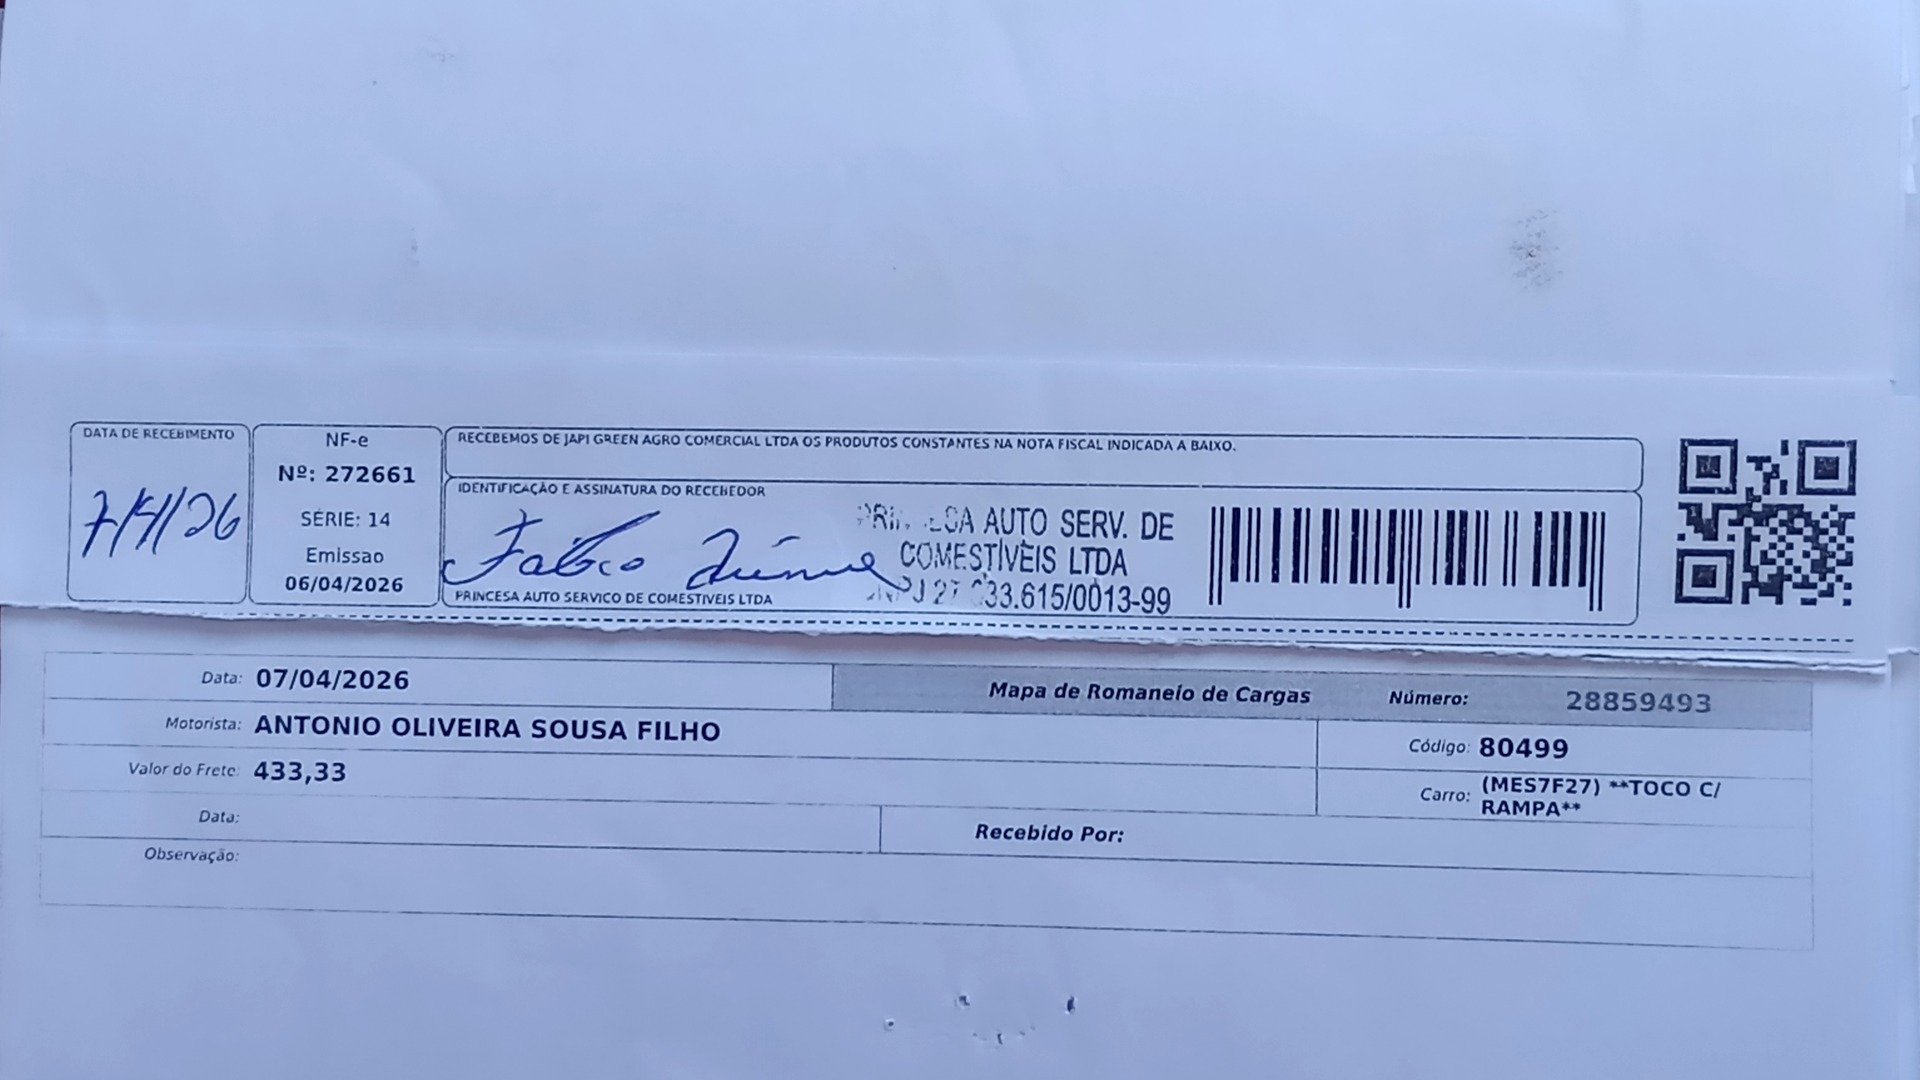 DATA DE RECEBIMENTO
7/4/26
NF-e
Nº: 272661
SÉRIE: 14
Emissao
06/04/2026
RECEBEMOS DE JAPI GREEN AGRO COMERCIAL LTDA OS PRODUTOS CONSTANTES NA NOTA FISCAL INDICADA A BAIXO.
IDENTIFICAÇÃO E ASSINATURA DO RECEBEDOR
Fabio
AUTO SERV. DE
COMESTÍVEIS LTDA
33.615/0013-99
PRINCESA AUTO SERVICO DE COMESTIVEIS LTDA
Data: 07/04/2026
Mapa de Romaneio de Cargas Número: 28859493
Motorista: ANTONIO OLIVEIRA SOUSA FILHO
Código: 80499
Valor do Frete: 433,33
Carro: (MES7F27) **TOCO C/
RAMPA**
Data:
Recebido Por:
Observação: